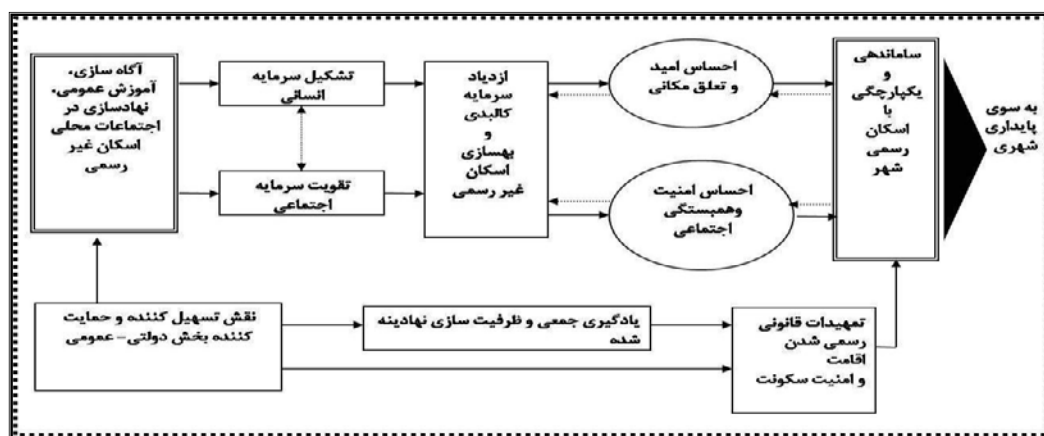 آگاه سازی،
آموزش عمومی،
نهادسازی در
اجتماعات محلی
اسکان غیر
رسمی
تشکیل سرمایه
انسانی
تقویت سرمایه
اجتماعی
ازدیاد
سرمایه
کالبدی
و
بهسازی
اسکان
غیر رسمی
احساس امید
و تعلق مکانی
احساس امنیت
وهمبستگی
اجتماعی
ساماندهی
و
یکپارچگی
با
اسکان
رسمی
شهر
به سوی
پایداری
شهری
نقش تسهیل کننده و حمایت
کننده بخش دولتی- عمومی
یادگیری جمعی و ظرفیت سازی نهادینه
شده
تمهیدات قانونی
رسمی شدن
اقامت
و امنیت سکونت